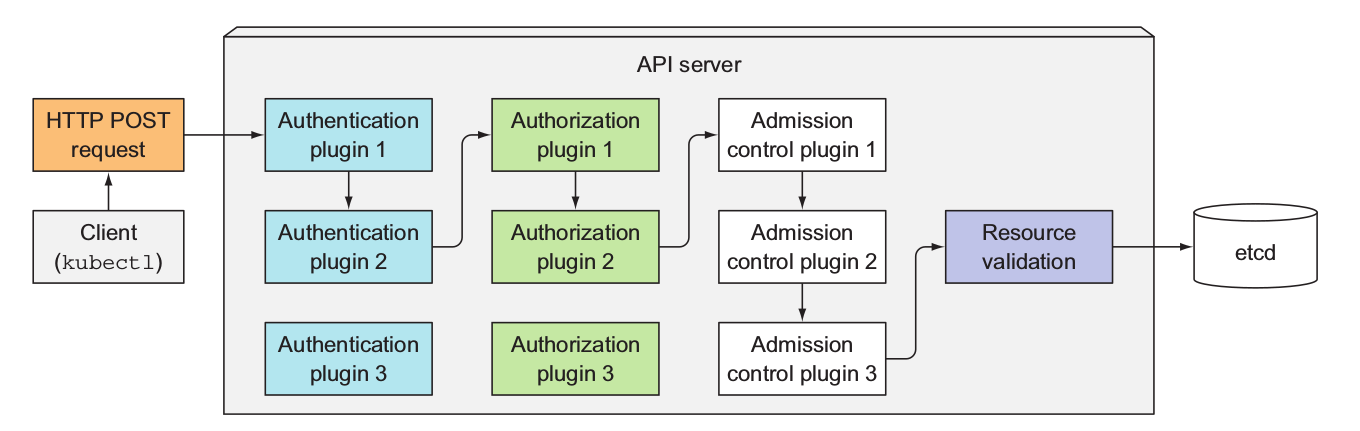 API server
HTTP POST
request
Client
(kubectl)
Authentication
plugin 1
Authentication
plugin 2
Authentication
plugin 3
Authorization
plugin 1
Authorization
plugin 2
Authorization
plugin 3
Admission
control plugin 1
Admission
control plugin 2
Admission
control plugin 3
Resource
validation
etcd